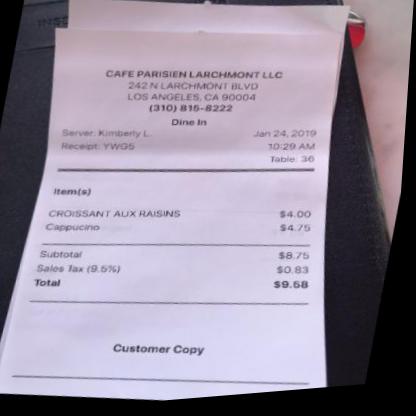 CAFE PARISIEN LARCHMONT LLC
242 N LARCHMONT BLVD
LOS ANGELES, CA 90004
(310) 815-8222
Dine In
Server: Kimberly L. Jan 24, 2019
Receipt: YWG5 10:29 AM
Table: 36
Item(s)
CROISSANT AUX RAISINS $4.00
Cappucino $4.75
Subtotal $8.75
Sales Tax (9.5%) $0.83
Total $9.58
Customer Copy